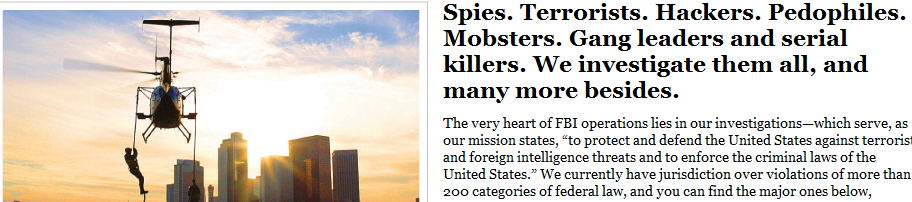 Spies. Terrorists. Hackers. Pedophiles.
Mobsters. Gang leaders and serial
killers. We investigate them all, and
many more besides.
The very heart of FBI operations lies in our investigations—which serve, as
our mission states, “to protect and defend the United States against terrorist
and foreign intelligence threats and to enforce the criminal laws of the
United States.” We currently have jurisdiction over violations of more than
200 categories of federal law, and you can find the major ones below,